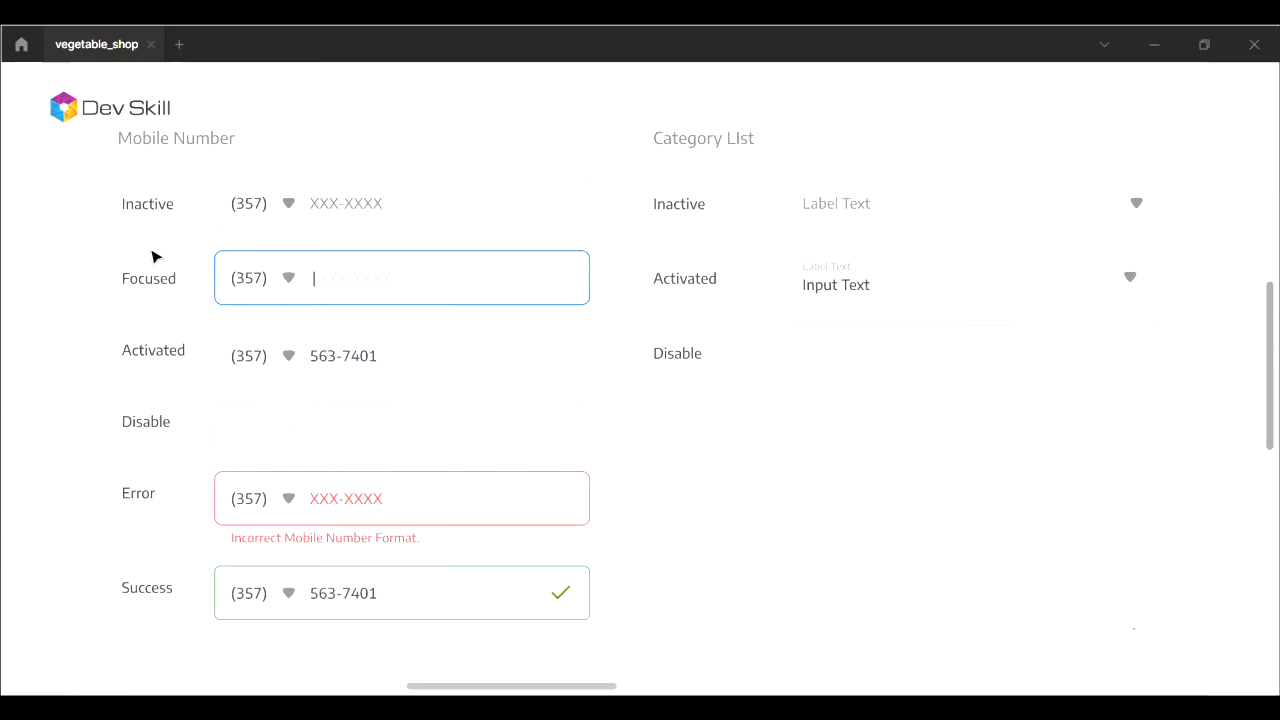 vegetable_shop
Dev Skill
Mobile Number
Inactive (357) XXX-XXXX
Focused (357) XXX-XXXX
Activated (357) 563-7401
Disable
Error (357) XXX-XXXX
Incorrect Mobile Number Format.
Success (357) 563-7401
Category LIst
Inactive Label Text
Label Text
Activated Input Text
Disable